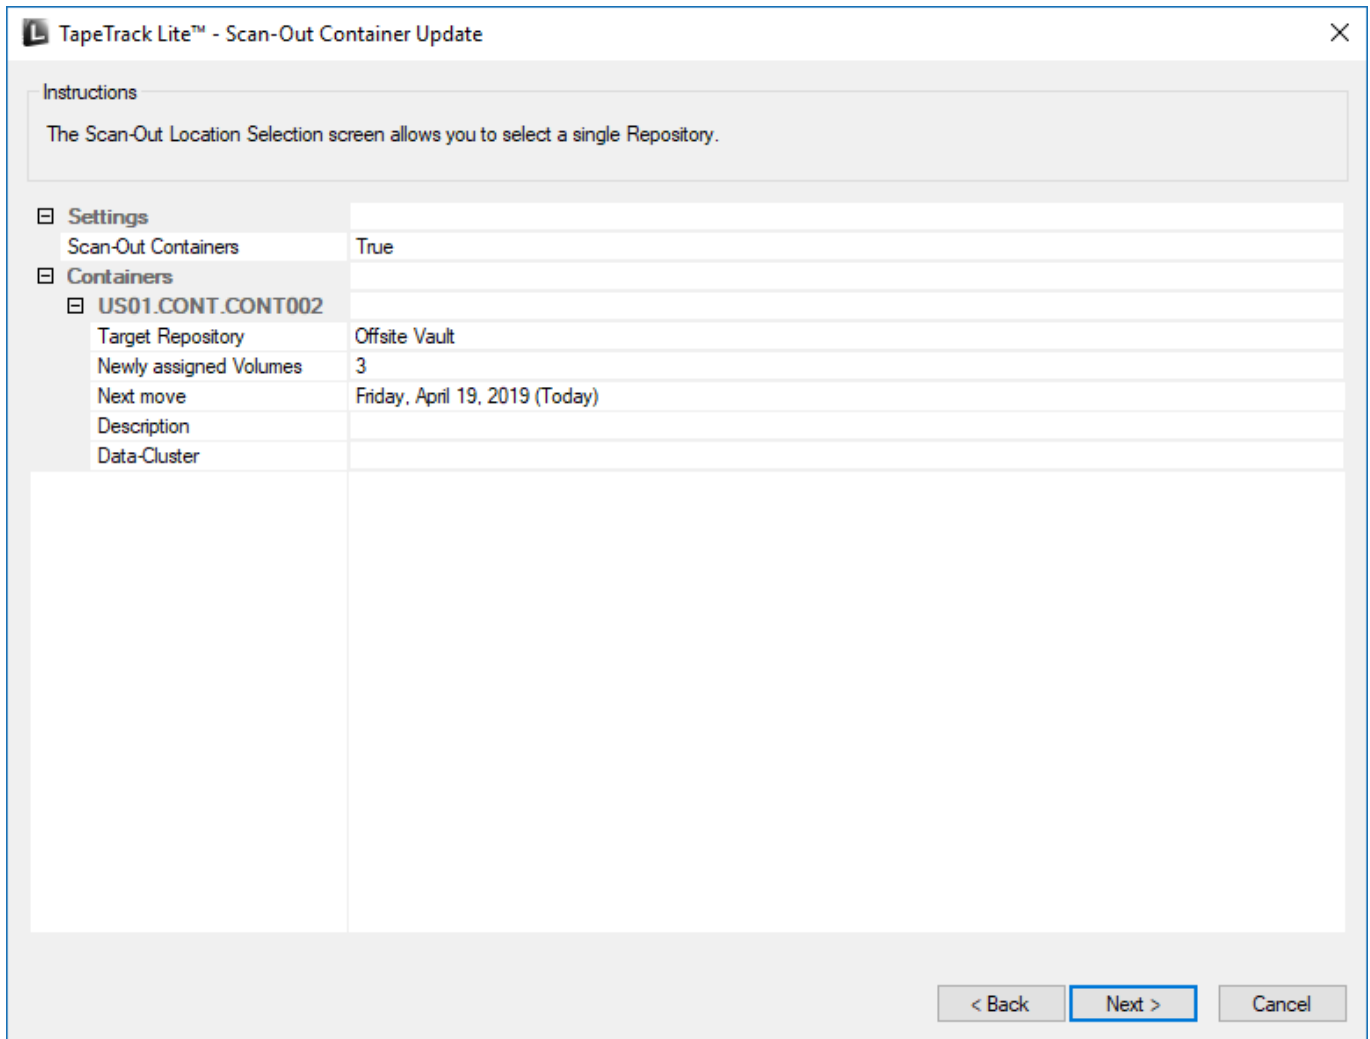 TapeTrack Lite™ - Scan-Out Container Update
Instructions
The Scan-Out Location Selection screen allows you to select a single Repository.
Settings
Scan-Out Containers True
Containers
US01.CONT.CONT002
Target Repository Offsite Vault
Newly assigned Volumes 3
Next move Friday, April 19, 2019 (Today)
Description
Data-Cluster
< Back Next > Cancel